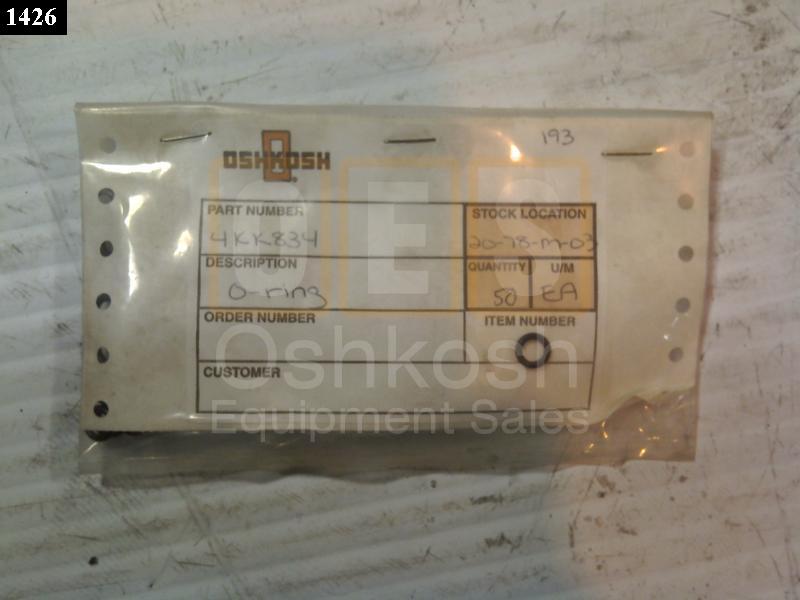 1426
193
OSHKOSH
PART NUMBER STOCK LOCATION
4KK834 20-78-M-03
DESCRIPTION QUANTITY U/M
O-ring 50 EA
ORDER NUMBER ITEM NUMBER
CUSTOMER
OES
Oshkosh
Equipment Sales